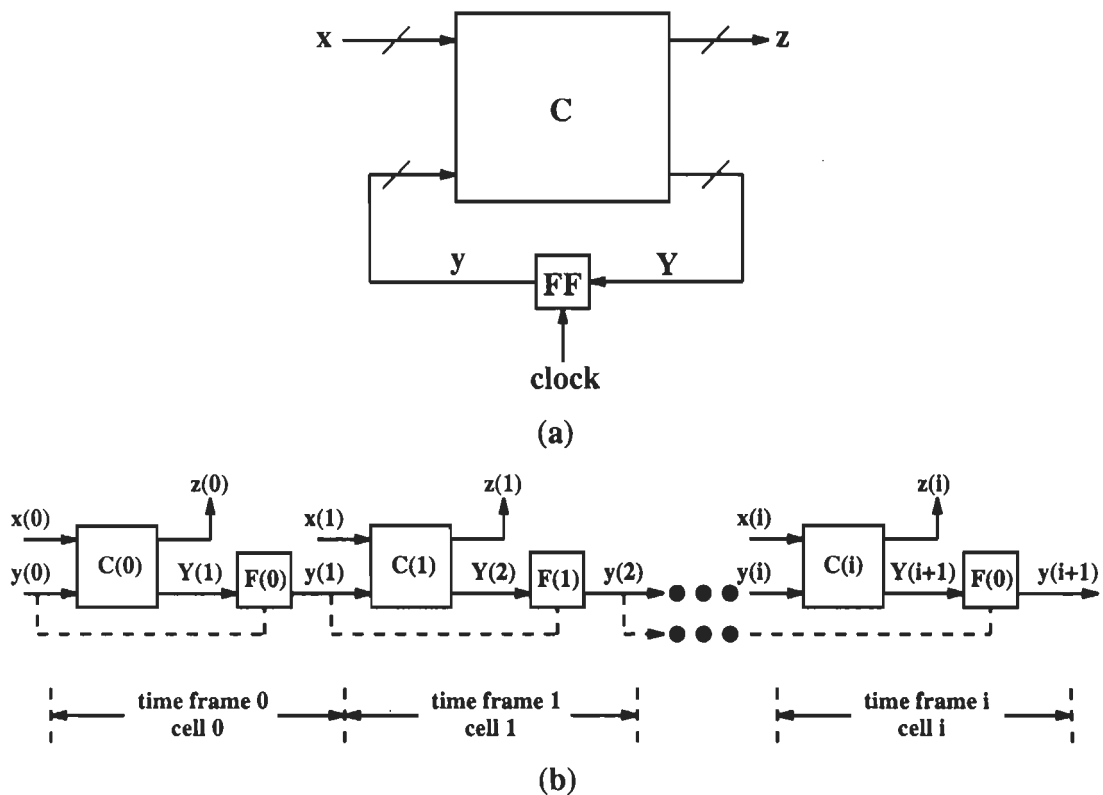 x
z
C
y
FF
Y
clock
(a)
z(0)
z(1)
z(i)
x(0)
x(1)
x(i)
C(0)
Y(1)
F(0)
y(0)
y(1)
C(1)
Y(2)
F(1)
y(2)
y(i)
C(i)
Y(i+1)
F(0)
y(i+1)
time frame 0
cell 0
time frame 1
cell 1
time frame i
cell i
(b)